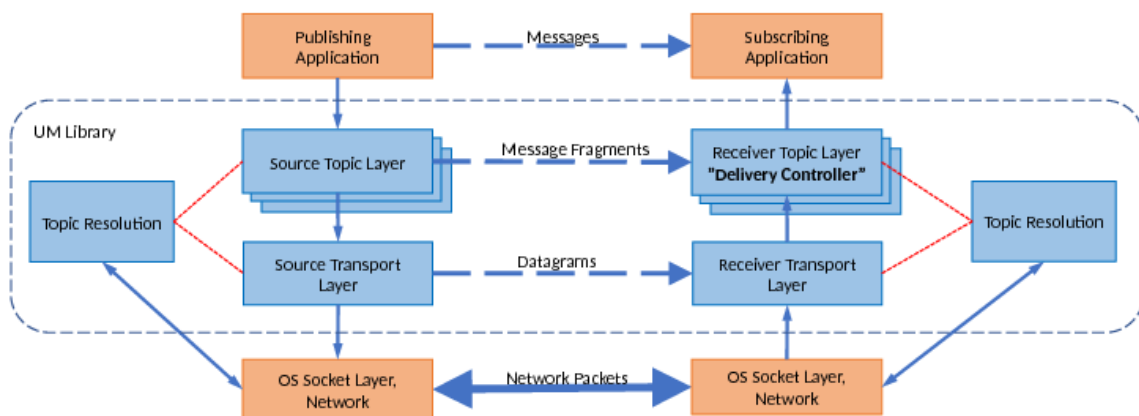 Publishing
Application
Messages
Subscribing
Application
UM Library
Source Topic Layer
Message Fragments
Receiver Topic Layer
"Delivery Controller"
Topic Resolution
Topic Resolution
Source Transport
Layer
Datagrams
Receiver Transport
Layer
OS Socket Layer,
Network
Network Packets
OS Socket Layer,
Network